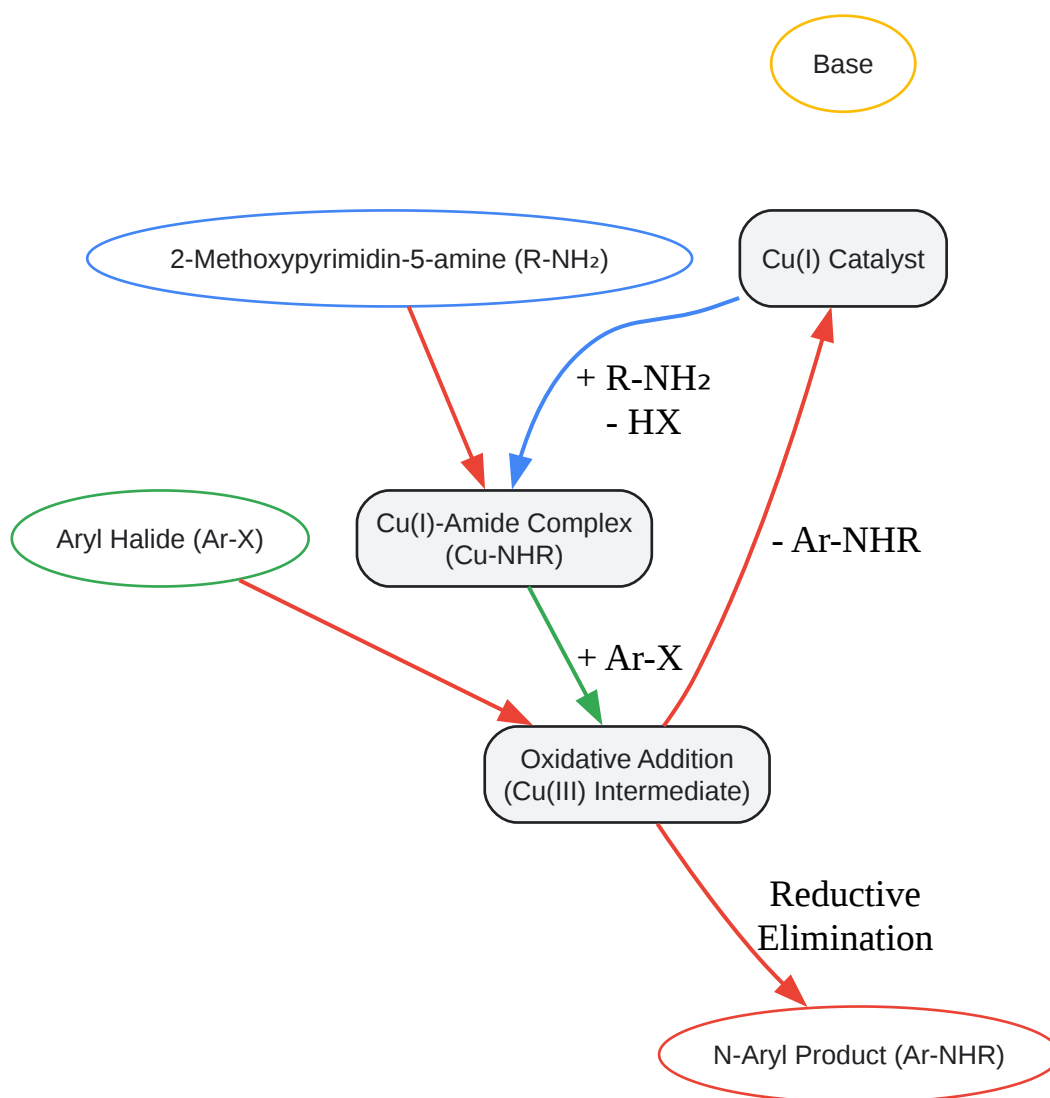 Base
2-Methoxypyrimidin-5-amine (R-NH₂)
Cu(I) Catalyst
+ R-NH₂
- HX
Cu(I)-Amide Complex
(Cu-NHR)
Aryl Halide (Ar-X)
- Ar-NHR
+ Ar-X
Oxidative Addition
(Cu(III) Intermediate)
Reductive
Elimination
N-Aryl Product (Ar-NHR)